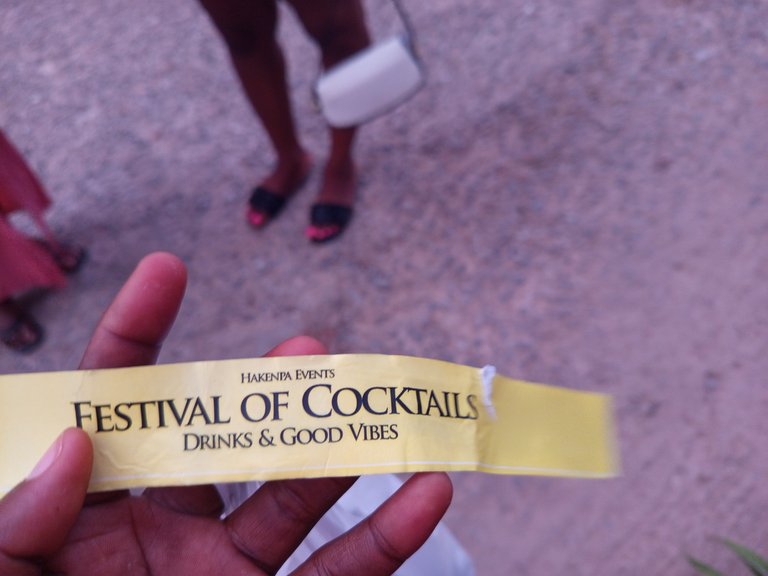 HAKENPA EVENTS
FESTIVAL OF COCKTAILS
DRINKS & GOOD VIBES